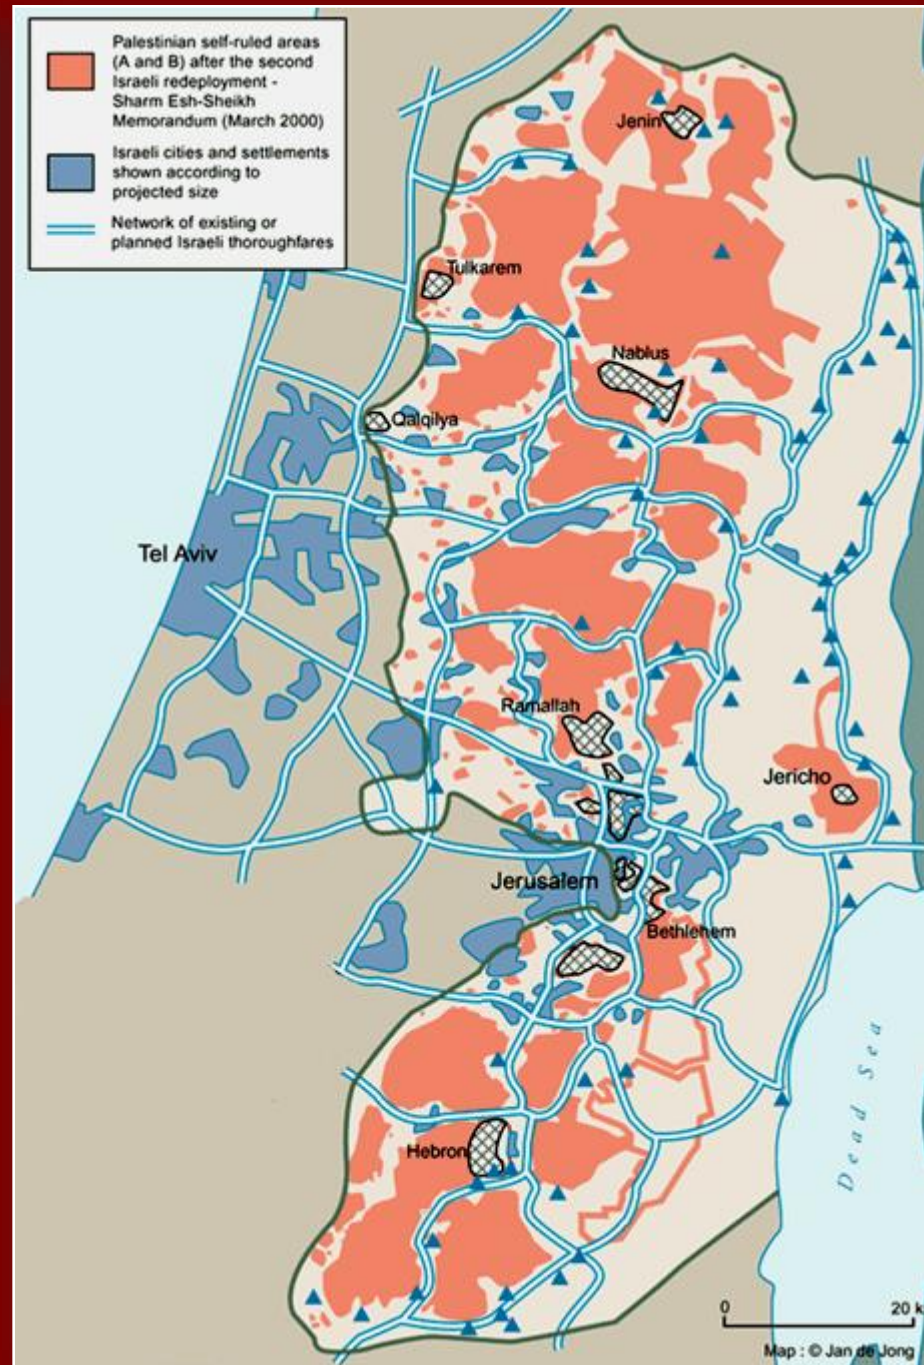 Palestinian self-ruled areas
(A and B) after the second
Israeli redeployment -
Sharm Esh-Sheikh
Memorandum (March 2000)
Israeli cities and settlements
shown according to
projected size
Network of existing or
planned Israeli thoroughfares
Jenin
Tulkarem
Nablus
Qalqilya
Tel Aviv
Ramallah
Jericho
Jerusalem
Bethlehem
Hebron
Dead Sea
0 20 k
Map : © Jan de Jong